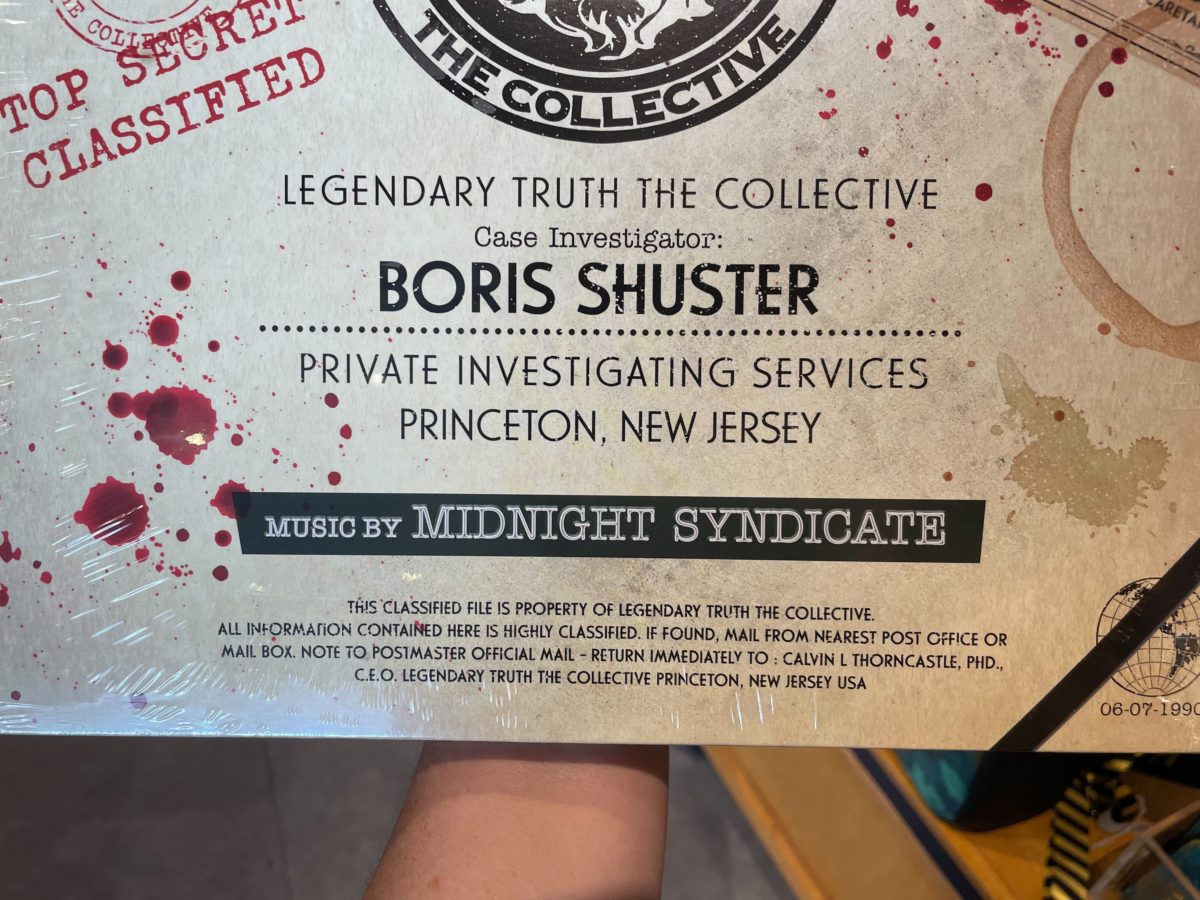 THE COLLECTIVE
TOP SECRET
CLASSIFIED
THE COLLECTIVE
LEGENDARY TRUTH THE COLLECTIVE
Case Investigator:
BORIS SHUSTER
PRIVATE INVESTIGATING SERVICES
PRINCETON, NEW JERSEY
MUSIC BY MIDNIGHT SYNDICATE
THIS CLASSIFIED FILE IS PROPERTY OF LEGENDARY TRUTH THE COLLECTIVE.
ALL INFORMATION CONTAINED HERE IS HIGHLY CLASSIFIED. IF FOUND, MAIL FROM NEAREST POST OFFICE OR
MAIL BOX. NOTE TO POSTMASTER OFFICIAL MAIL - RETURN IMMEDIATELY TO : CALVIN L THORNCASTLE, PHD.,
C.E.O. LEGENDARY TRUTH THE COLLECTIVE PRINCETON, NEW JERSEY USA
06-07-1990